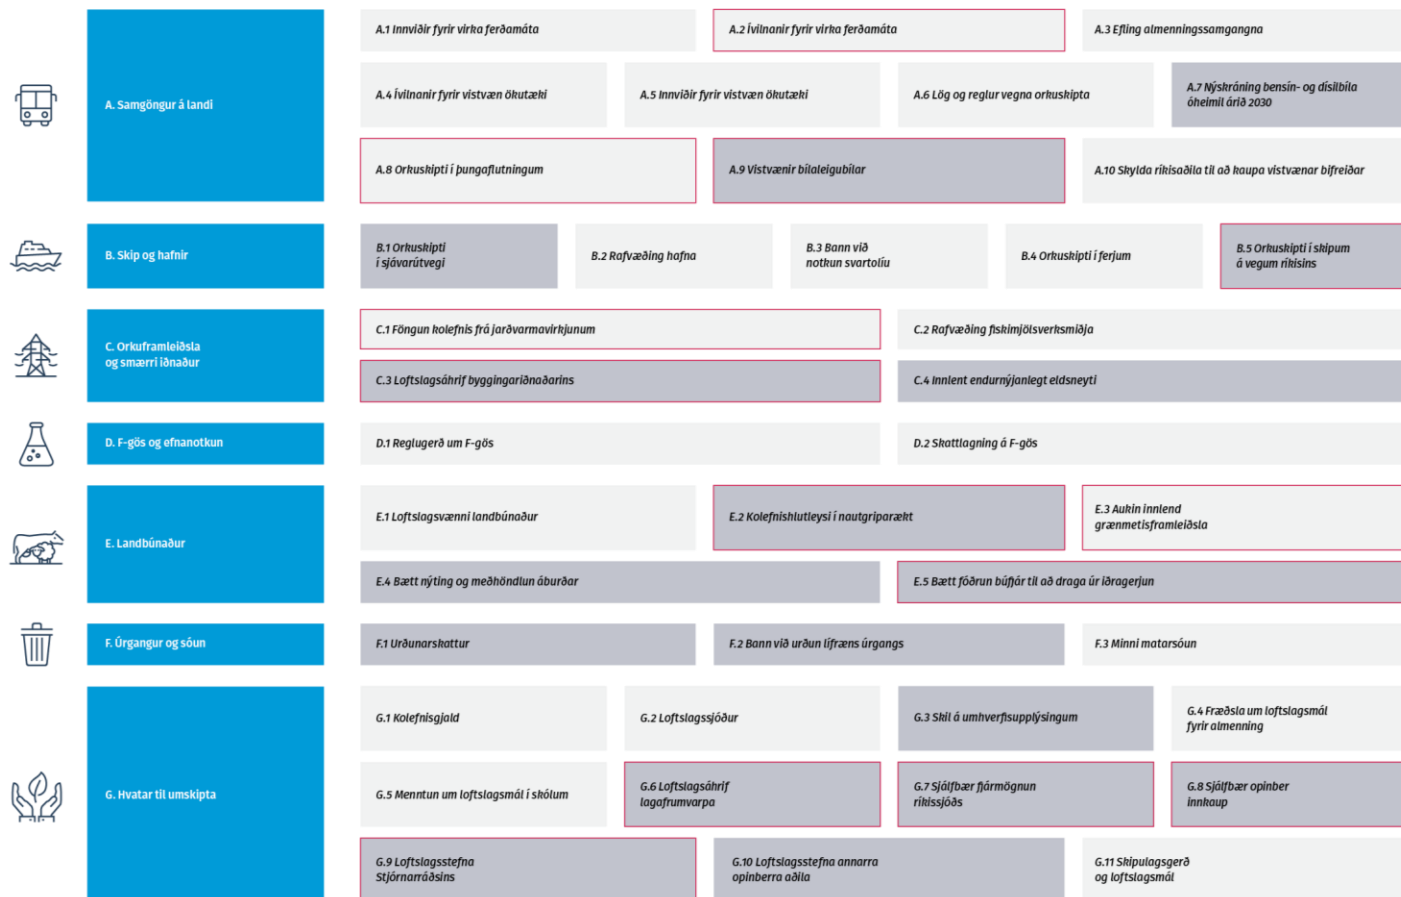 A. Samgöngur á landi
A.1 Innviðir fyrir virka ferðamáta
A.2 Ívilnanir fyrir virka ferðamáta
A.3 Efling almenningssamgangna
A.4 Ívilnanir fyrir vistvæn ökutæki
A.5 Innviðir fyrir vistvæn ökutæki
A.6 Lög og reglur vegna orkuskipta
A.7 Nýskráning bensín- og dísilbíla
óheimil árið 2030
A.8 Orkuskipti í þungaflutningum
A.9 Vistvænir bílaleigubílar
A.10 Skylda ríkisaðila til að kaupa vistvænar bifreiðar
B. Skip og hafnir
B.1 Orkuskipti
í sjávarútvegi
B.2 Rafvæðing hafna
B.3 Bann við
notkun svartolíu
B.4 Orkuskipti í ferjum
B.5 Orkuskipti í skipum
á vegum ríkisins
C. Orkuframleiðsla
og smærri iðnaður
C.1 Föngun kolefnis frá jarðvarmavirkjunum
C.2 Rafvæðing fiskimjölsverksmiðja
C.3 Loftslagsáhrif byggingariðnaðarins
C.4 Innlent endurnýjanlegt eldsneyti
D. F-gös og efnanotkun
D.1 Reglugerð um F-gös
D.2 Skattlagning á F-gös
E. Landbúnaður
E.1 Loftslagsvænni landbúnaður
E.2 Kolefnishlutleysi í nautgriparækt
E.3 Aukin innlend
grænmetisframleiðsla
E.4 Bætt nýting og meðhöndlun áburðar
E.5 Bætt fóðrun búfjár til að draga úr iðragerjun
F. Úrgangur og sóun
F.1 Urðunarskattur
F.2 Bann við urðun lífræns úrgangs
F.3 Minni matarsóun
G. Hvatar til umskipta
G.1 Kolefnisgjald
G.2 Loftslagssjóður
G.3 Skil á umhverfisupplýsingum
G.4 Fræðsla um loftslagsmál
fyrir almenning
G.5 Menntun um loftslagsmál í skólum
G.6 Loftslagsáhrif
lagafrumvarpa
G.7 Sjálfbær fjármögnun
ríkissjóðs
G.8 Sjálfbær opinber
innkaup
G.9 Loftslagsstefna
Stjórnarráðsins
G.10 Loftslagsstefna annarra
opinberra aðila
G.11 Skipulagsgerð
og loftslagsmál